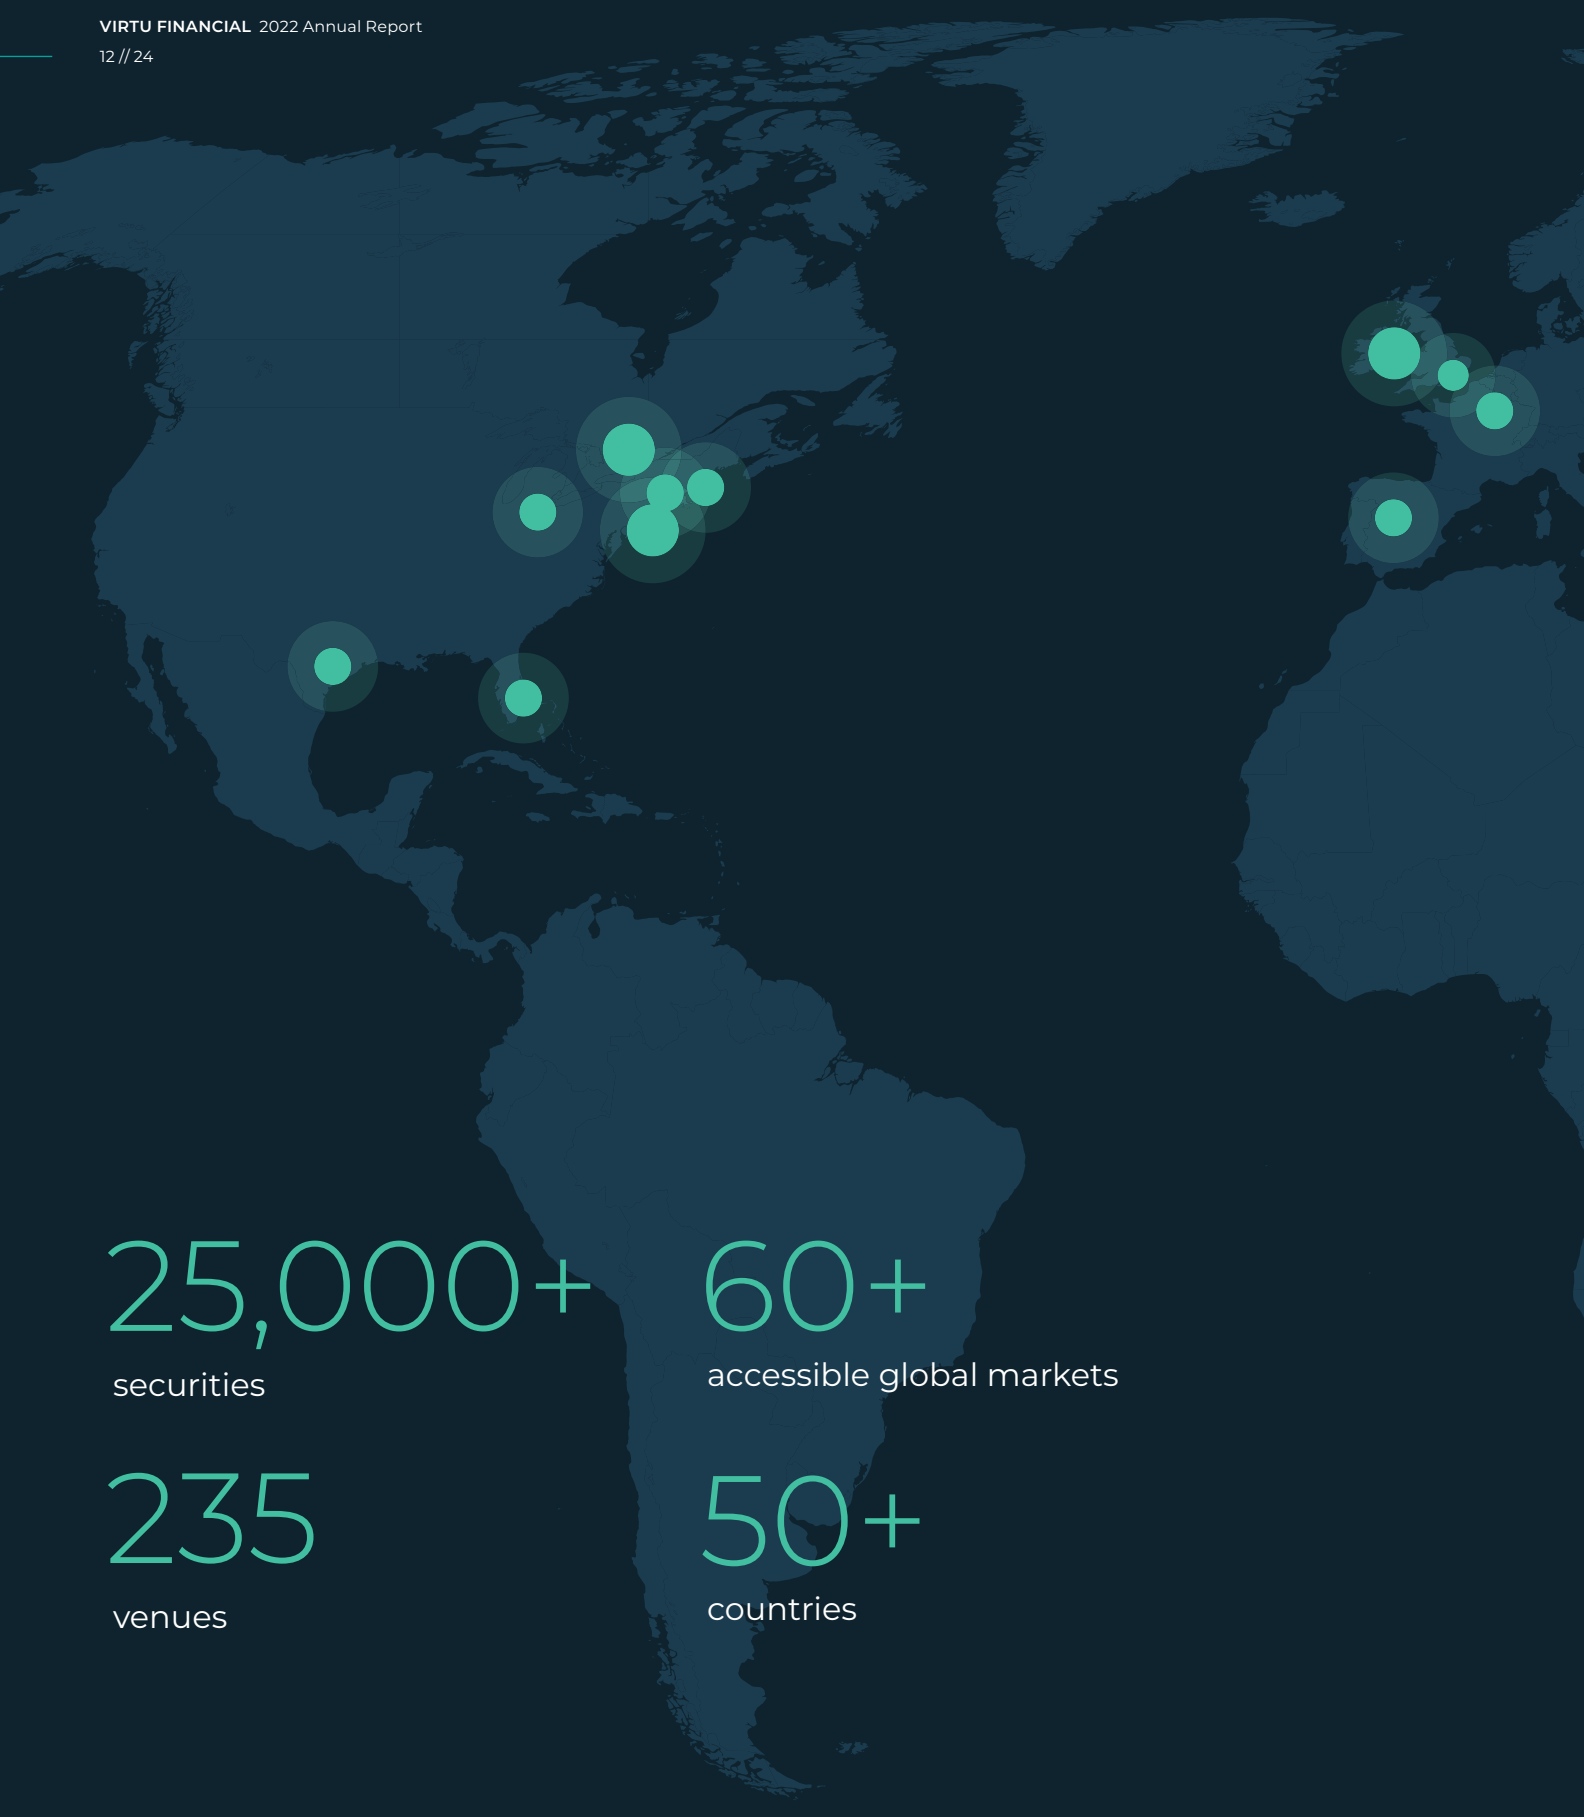 VIRTU FINANCIAL 2022 Annual Report
12 // 24
25,000+
securities
60+
accessible global markets
235
venues
50+
countries